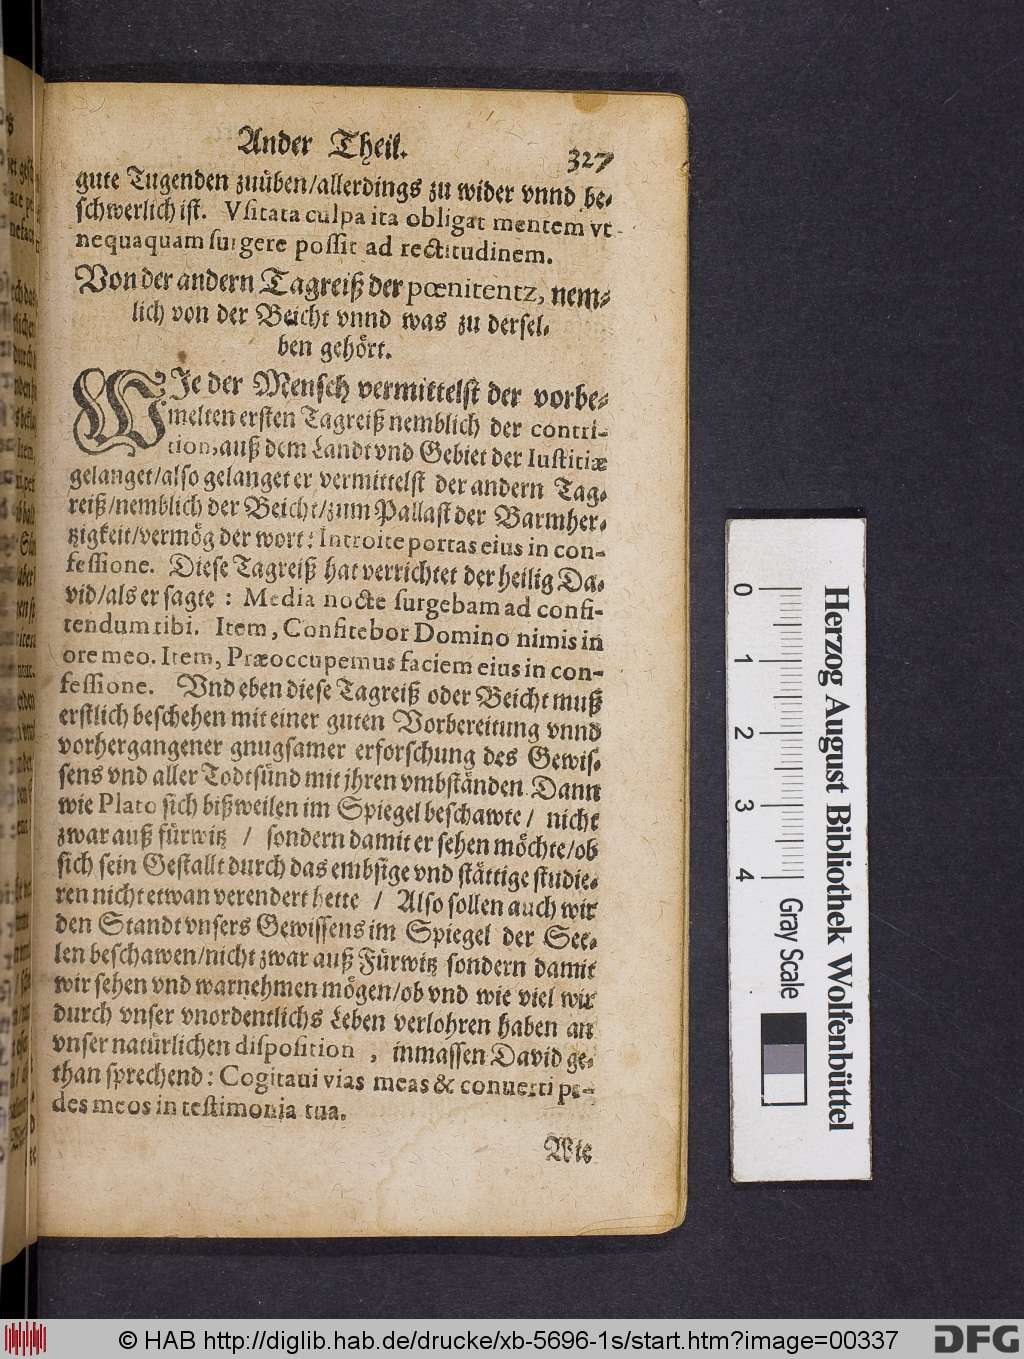 Ander Theil. 327
gute Tugenden zuüben/allerdings zu wider vnnd be-
schwerlich ist. Vsitata culpa ita obligat mentem vt
nequaquam surgere possit ad rectitudinem.
Von der andern Tagreiß der pœnitentz, nem-
lich von der Beicht vnnd was zu dersel-
ben gehört.
WIe der Mensch vermittelst der vorbe-
melten ersten Tagreiß nemblich der contri-
tion, auß dem Landt vnd Gebiet der Iustitiæ
gelanget/also gelanget er vermittelst der andern Tag-
reiß/nemblich der Beicht/zum Pallast der Barmher-
tzigkeit/vermög der wort: Introite portas eius in con-
fessione. Diese Tagreiß hat verrichtet der heilig Da-
vid/als er sagte : Media nocte surgebam ad confi-
tendum tibi. Item, Confitebor Domino nimis in
ore meo. Item, Præoccupemus faciem eius in con-
fessione. Vnd eben diese Tagreiß oder Beicht muß
erstlich beschehen mit einer guten Vorbereitung vnnd
vorhergangener gnugsamer erforschung des Gewis-
sens vnd aller Todtsünd mit jhren vmbständen. Dann
wie Plato sich bißweilen im Spiegel beschawte / nicht
zwar auß fürwitz / sondern damit er sehen möchte/ob
sich sein Gestallt durch das embsige vnd stättige studie-
ren nicht etwan verendert hette / Also sollen auch wir
den Standt vnsers Gewissens im Spiegel der See-
len beschawen/nicht zwar auß Fürwitz sondern damit
wir sehen vnd warnehmen mögen/ob vnd wie viel wir
durch vnser vnordentlichs Leben verlohren haben an
vnser natürlichen disposition , inmassen David ge-
than sprechend: Cogitaui vias meas & conuerti pe-
des meos in testimonia tua.
Wie
0 1 2 3 4
Gray Scale
Herzog August Bibliothek Wolfenbüttel
© HAB http://diglib.hab.de/drucke/xb-5696-1s/start.htm?image=00337
DFG